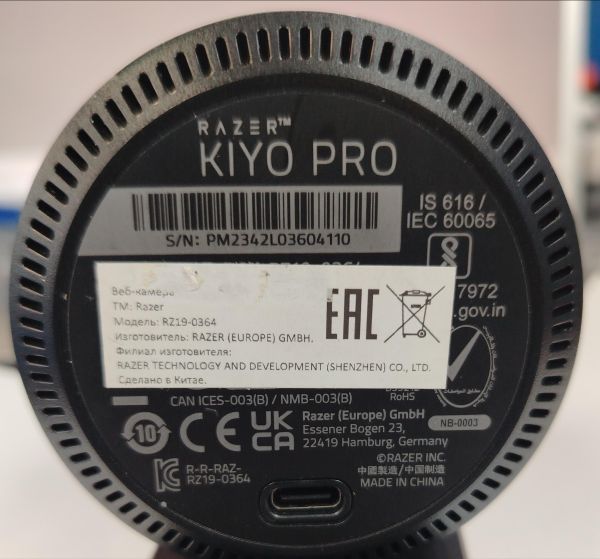 RAZER™
KIYO PRO
IS 616 /
IEC 60065
S/N: PM2342L03604110
7972
.gov.in
Веб-камера
ТМ: Razer
Модель: RZ19-0364
Изготовитель: RAZER (EUROPE) GMBH.
Филиал изготовителя:
RAZER TECHNOLOGY AND DEVELOPMENT (SHENZHEN) CO., LTD.
Сделано в Китае.
EAC
RoHS
CAN ICES-003(B) / NMB-003(B)
NB-0003
10
CE
UK
CA
Razer (Europe) GmbH
Essener Bogen 23,
22419 Hamburg, Germany
R-R-RAZ-
RZ19-0364
©RAZER INC.
中國製造/中国制造
MADE IN CHINA